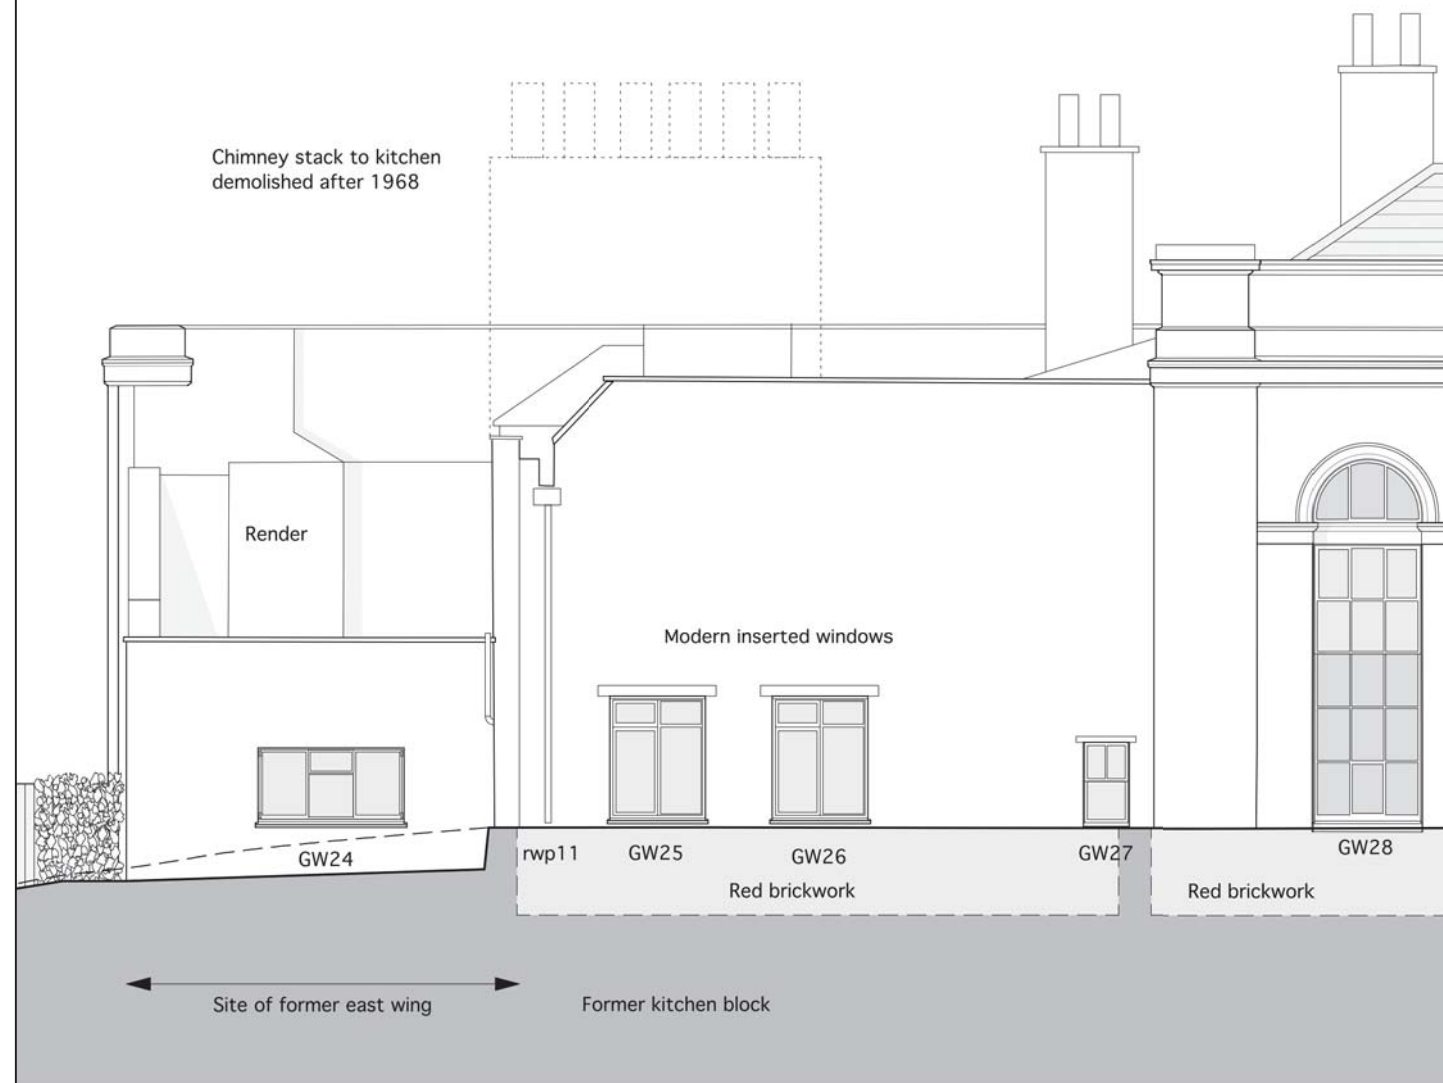 Chimney stack to kitchen
demolished after 1968
Render
Modern inserted windows
GW24
rwp11
GW25
GW26
GW27
GW28
Red brickwork
Red brickwork
Site of former east wing
Former kitchen block